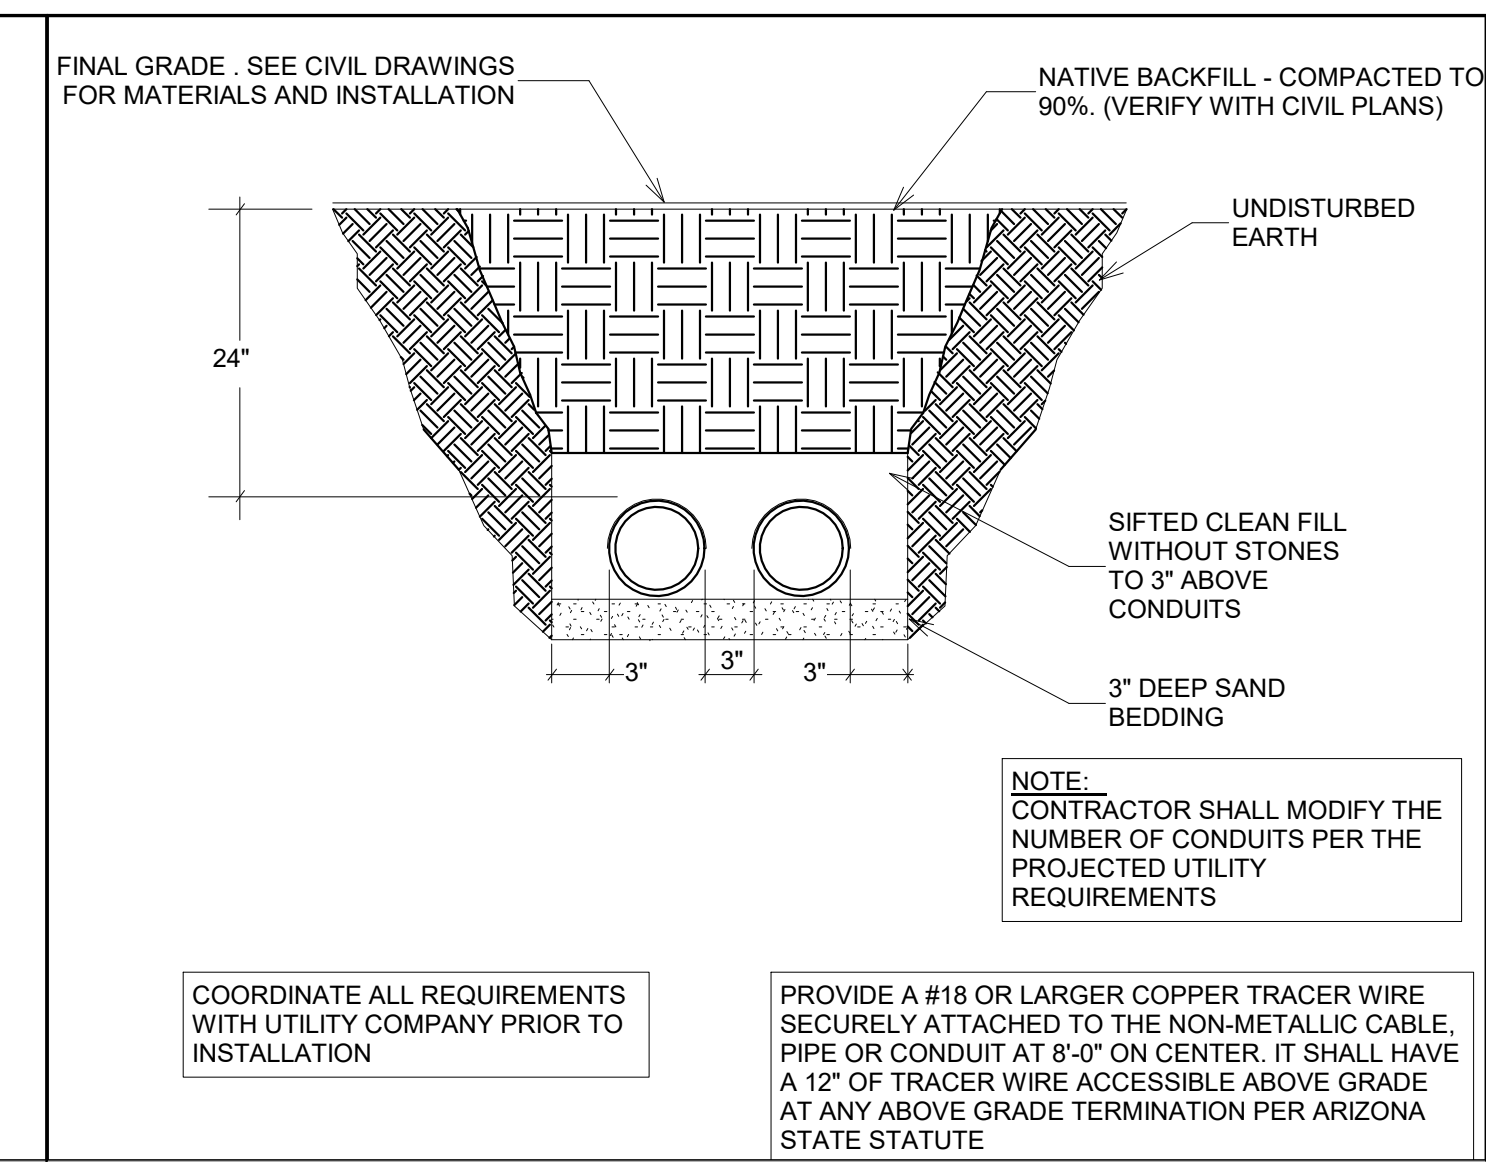 FINAL GRADE . SEE CIVIL DRAWINGS
FOR MATERIALS AND INSTALLATION
NATIVE BACKFILL - COMPACTED TO
90%. (VERIFY WITH CIVIL PLANS)
UNDISTURBED
EARTH
24"
SIFTED CLEAN FILL
WITHOUT STONES
TO 3" ABOVE
CONDUITS
3"
3"
3"
3" DEEP SAND
BEDDING
NOTE:
CONTRACTOR SHALL MODIFY THE
NUMBER OF CONDUITS PER THE
PROJECTED UTILITY
REQUIREMENTS
COORDINATE ALL REQUIREMENTS
WITH UTILITY COMPANY PRIOR TO
INSTALLATION
PROVIDE A #18 OR LARGER COPPER TRACER WIRE
SECURELY ATTACHED TO THE NON-METALLIC CABLE,
PIPE OR CONDUIT AT 8'-0" ON CENTER. IT SHALL HAVE
A 12" OF TRACER WIRE ACCESSIBLE ABOVE GRADE
AT ANY ABOVE GRADE TERMINATION PER ARIZONA
STATE STATUTE